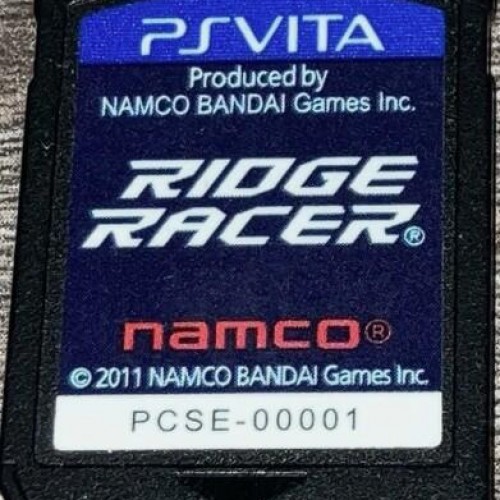 PSVITA
Produced by
NAMCO BANDAI Games Inc.
RIDGE
RACER®
namco®
© 2011 NAMCO BANDAI Games Inc.
PCSE-00001